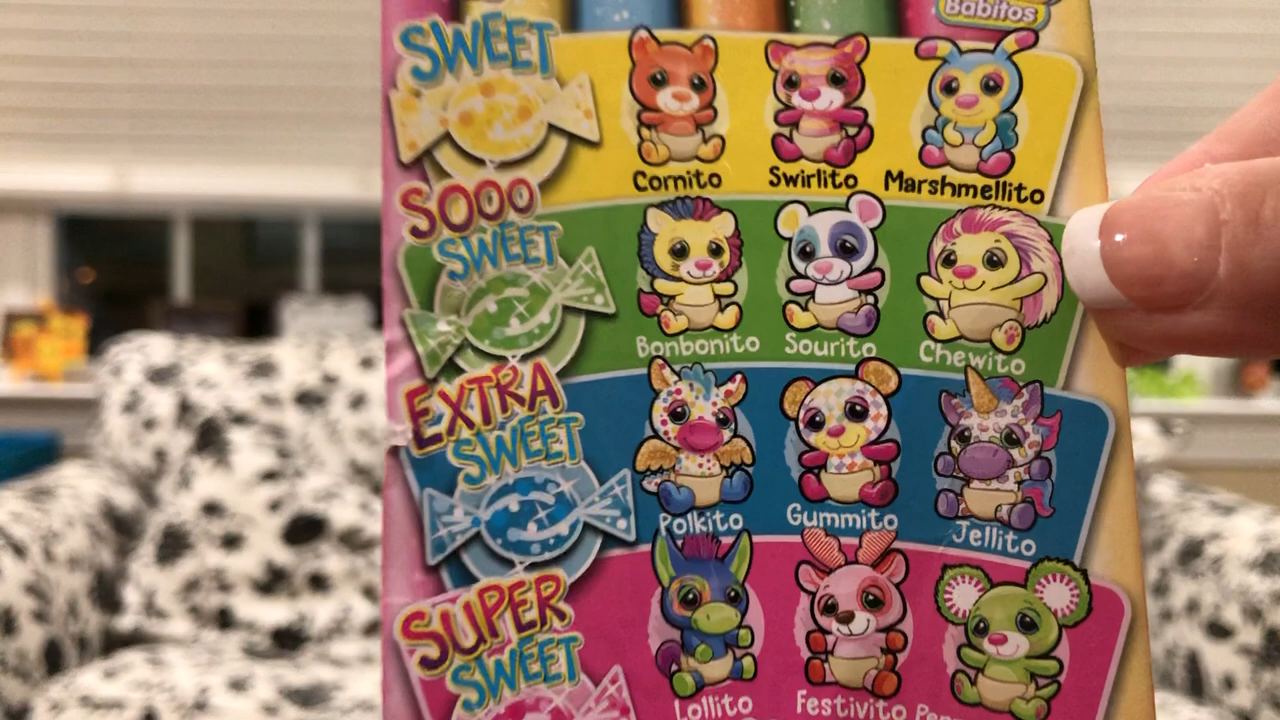 Babitos
SWEET
Cornito Swirlito Marshmellito
SOOO
SWEET
Bonbonito Sourito Chewito
EXTRA
SWEET
Polkito Gummito Jellito
SUPER
SWEET
Lollito Festivito